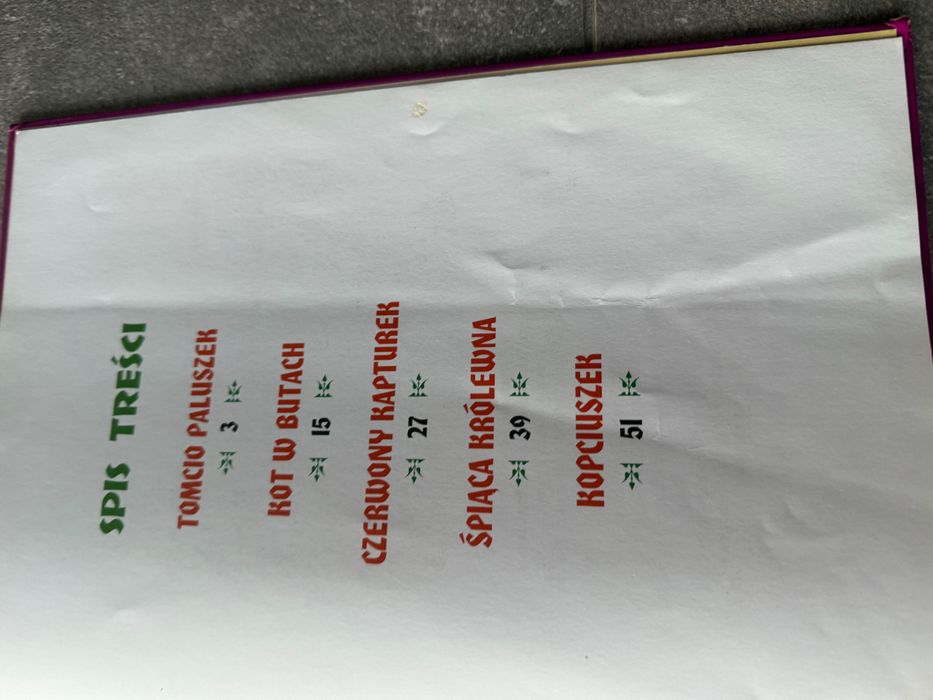 SPIS TREŚCI
TOMCIO PALUSZEK
3
KOT W BUTACH
15
CZERWONY KAPTUREK
27
ŚPIĄCA KRÓLEWNA
39
KOPCIUSZEK
51